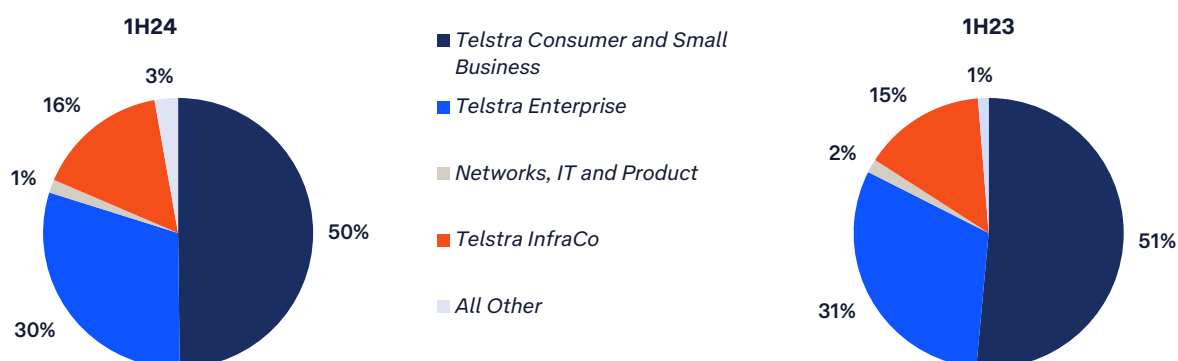 1H24
3%
16%
1%
50%
30%
Telstra Consumer and Small
Business
Telstra Enterprise
Networks, IT and Product
Telstra InfraCo
All Other
1H23
1%
15%
2%
51%
31%